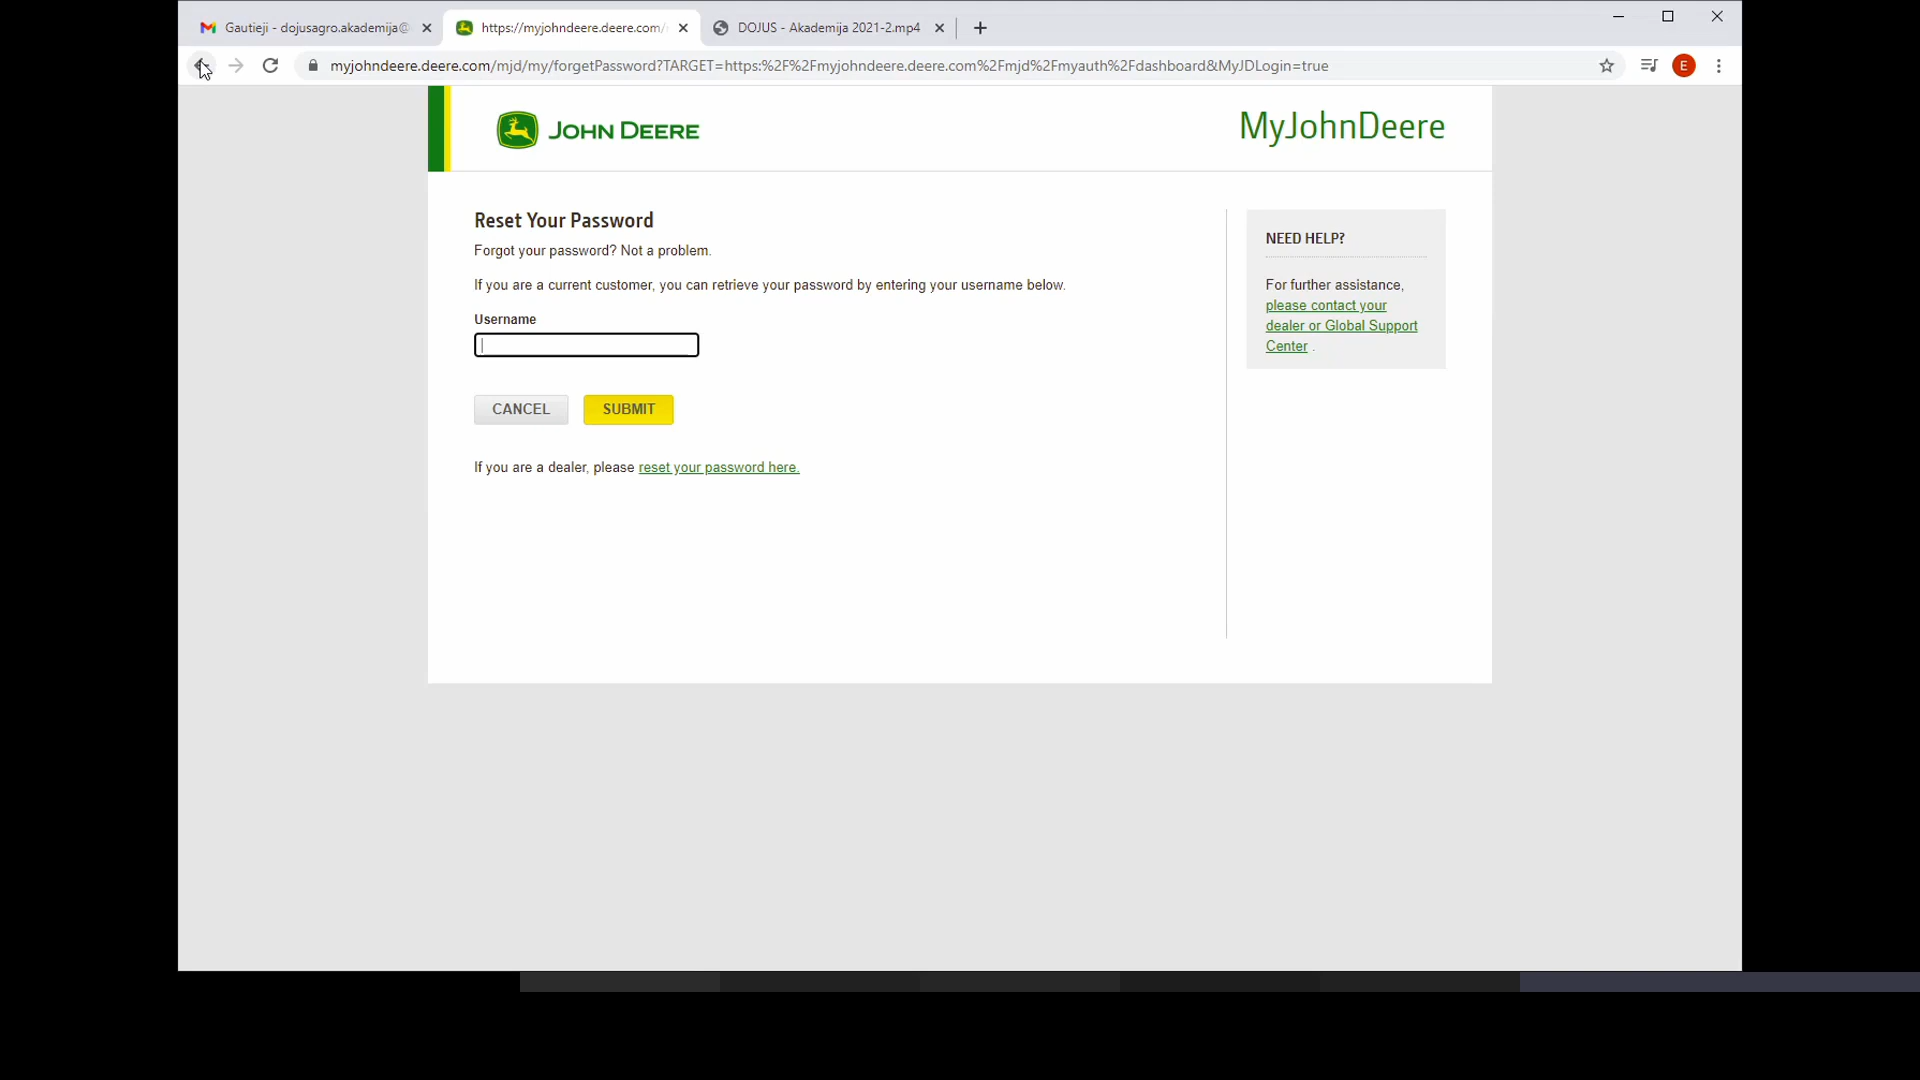 Gautieji - dojusagro.akademija@
https://myjohndeere.deere.com/
DOJUS - Akademija 2021-2.mp4
myjohndeere.deere.com/mjd/my/forgetPassword?TARGET=https:%2F%2Fmyjohndeere.deere.com%2Fmjd%2Fmyauth%2Fdashboard&MyJDLogin=true
E
JOHN DEERE
MyJohnDeere
Reset Your Password
Forgot your password? Not a problem.
If you are a current customer, you can retrieve your password by entering your username below.
Username
CANCEL
SUBMIT
If you are a dealer, please reset your password here.
NEED HELP?
For further assistance,
please contact your
dealer or Global Support
Center .